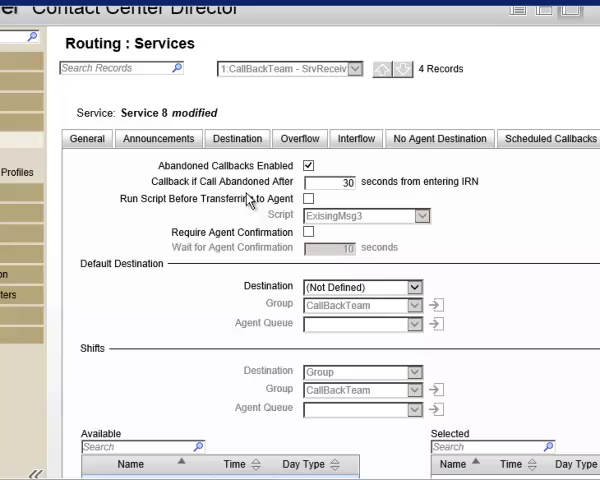 er Contact Center Director
Routing : Services
Search Records 1:CallBackTeam - SrvReceiv 4 Records
Service: Service 8 modified
General Announcements Destination Overflow Interflow No Agent Destination Scheduled Callbacks
Abandoned Callbacks Enabled
Callback if Call Abandoned After 30 seconds from entering IRN
Profiles
Run Script Before Transferring to Agent
Script ExisingMsg3
Require Agent Confirmation
Wait for Agent Confirmation 10 seconds
Default Destination
on
Destination (Not Defined)
ters
Group CallBackTeam
Agent Queue
Shifts
Destination Group
Group CallBackTeam
Agent Queue
Available Selected
Search Search
Name Time Day Type Name Time Day Type